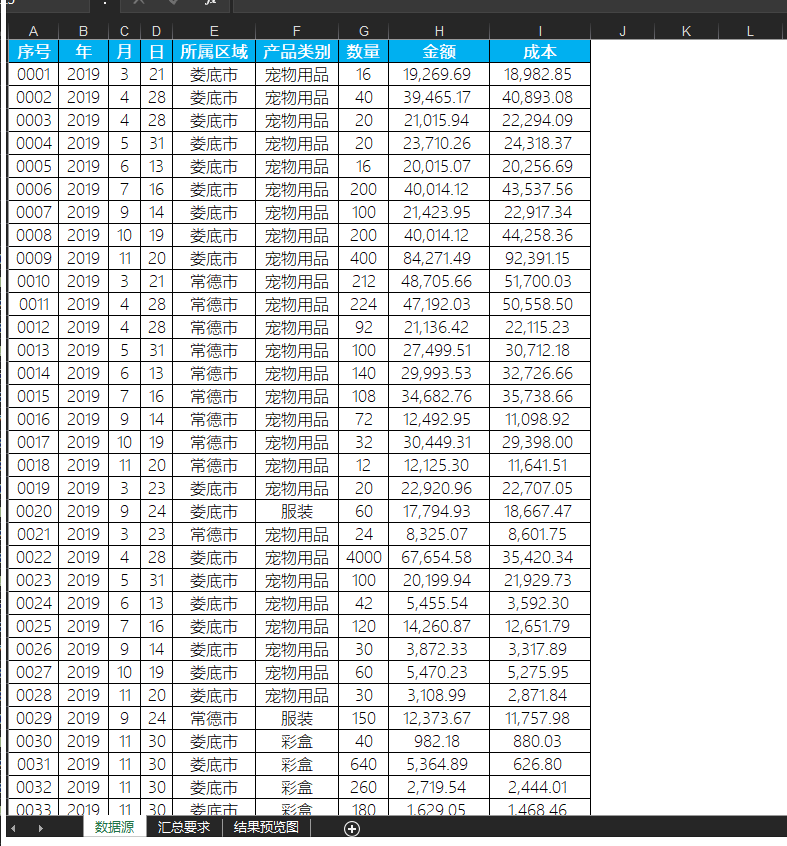 A B C D E F G H I J K L
序号 年 月 日 所属区域 产品类别 数量 金额 成本
0001 2019 3 21 娄底市 宠物用品 16 19,269.69 18,982.85
0002 2019 4 28 娄底市 宠物用品 40 39,465.17 40,893.08
0003 2019 4 28 娄底市 宠物用品 20 21,015.94 22,294.09
0004 2019 5 31 娄底市 宠物用品 20 23,710.26 24,318.37
0005 2019 6 13 娄底市 宠物用品 16 20,015.07 20,256.69
0006 2019 7 16 娄底市 宠物用品 200 40,014.12 43,537.56
0007 2019 9 14 娄底市 宠物用品 100 21,423.95 22,917.34
0008 2019 10 19 娄底市 宠物用品 200 40,014.12 44,258.36
0009 2019 11 20 娄底市 宠物用品 400 84,271.49 92,391.15
0010 2019 3 21 常德市 宠物用品 212 48,705.66 51,700.03
0011 2019 4 28 常德市 宠物用品 224 47,192.03 50,558.50
0012 2019 4 28 常德市 宠物用品 92 21,136.42 22,115.23
0013 2019 5 31 常德市 宠物用品 100 27,499.51 30,712.18
0014 2019 6 13 常德市 宠物用品 140 29,993.53 32,726.66
0015 2019 7 16 常德市 宠物用品 108 34,682.76 35,738.66
0016 2019 9 14 常德市 宠物用品 72 12,492.95 11,098.92
0017 2019 10 19 常德市 宠物用品 32 30,449.31 29,398.00
0018 2019 11 20 常德市 宠物用品 12 12,125.30 11,641.51
0019 2019 3 23 娄底市 宠物用品 20 22,920.96 22,707.05
0020 2019 9 24 娄底市 服装 60 17,794.93 18,667.47
0021 2019 3 23 常德市 宠物用品 24 8,325.07 8,601.75
0022 2019 4 28 娄底市 宠物用品 4000 67,654.58 35,420.34
0023 2019 5 31 娄底市 宠物用品 100 20,199.94 21,929.73
0024 2019 6 13 娄底市 宠物用品 42 5,455.54 3,592.30
0025 2019 7 16 娄底市 宠物用品 120 14,260.87 12,651.79
0026 2019 9 14 娄底市 宠物用品 30 3,872.33 3,317.89
0027 2019 10 19 娄底市 宠物用品 60 5,470.23 5,275.95
0028 2019 11 20 娄底市 宠物用品 30 3,108.99 2,871.84
0029 2019 9 24 常德市 服装 150 12,373.67 11,757.98
0030 2019 11 30 娄底市 彩盒 40 982.18 880.03
0031 2019 11 30 娄底市 彩盒 640 5,364.89 626.80
0032 2019 11 30 娄底市 彩盒 260 2,719.54 2,444.01
0033 2019 11 30 娄底市 彩盒 180 1,629.05 1,468.46
数据源 汇总要求 结果预览图